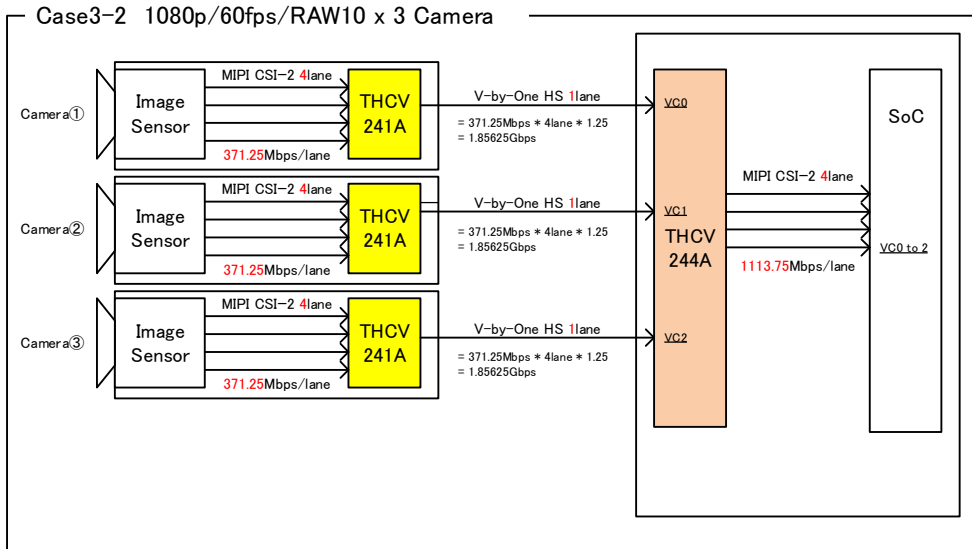 Case3-2 1080p/60fps/RAW10 x 3 Camera
Camera①
Image
Sensor
MIPI CSI-2 4lane
371.25Mbps/lane
THCV
241A
V-by-One HS 1lane
= 371.25Mbps * 4lane * 1.25
= 1.85625Gbps
VC0
Camera②
Image
Sensor
MIPI CSI-2 4lane
371.25Mbps/lane
THCV
241A
V-by-One HS 1lane
= 371.25Mbps * 4lane * 1.25
= 1.85625Gbps
VC1
Camera③
Image
Sensor
MIPI CSI-2 4lane
371.25Mbps/lane
THCV
241A
V-by-One HS 1lane
= 371.25Mbps * 4lane * 1.25
= 1.85625Gbps
VC2
THCV
244A
MIPI CSI-2 4lane
1113.75Mbps/lane
SoC
VC0 to 2